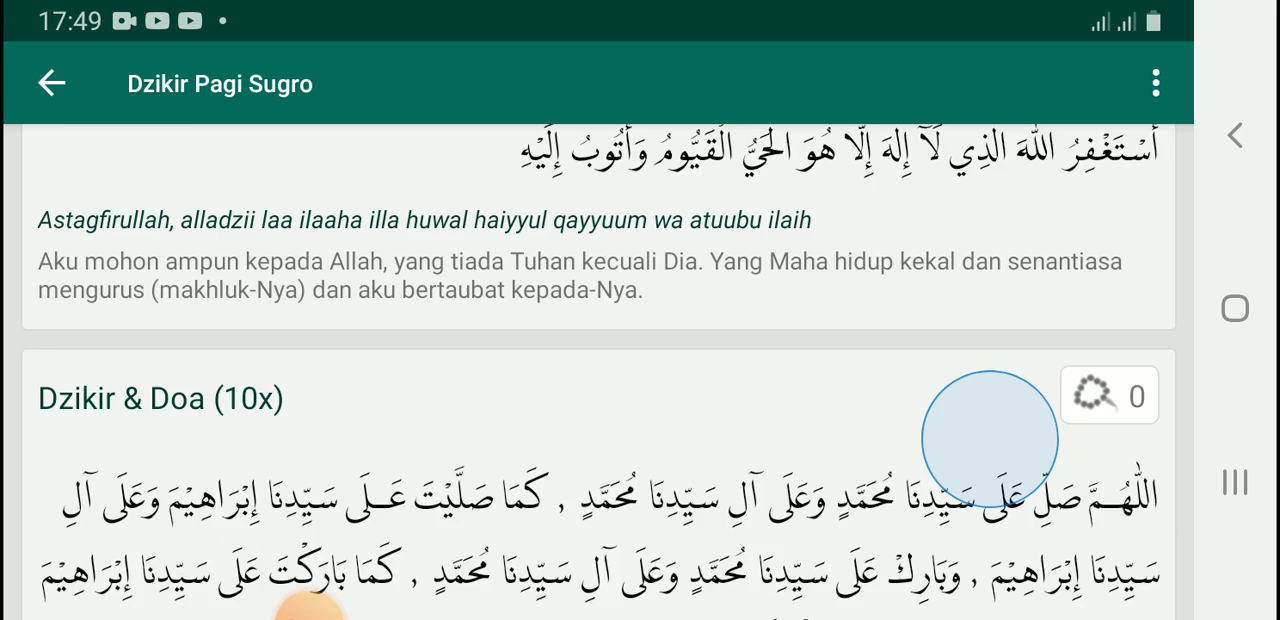 17:49
Dzikir Pagi Sugro
أَسْتَغْفِرُ اللهَ الَّذِي لَآ إِلهَ إِلَّا هُوَ الْحَيُّ الْقَيُّومُ وَأَتُوبُ إِلَيْهِ
Astagfirullah, alladzii laa ilaaha illa huwal haiyyul qayyuum wa atuubu ilaih
Aku mohon ampun kepada Allah, yang tiada Tuhan kecuali Dia. Yang Maha hidup kekal dan senantiasa
mengurus (makhluk-Nya) dan aku bertaubat kepada-Nya.
Dzikir & Doa (10x)
0
اللّٰهُـمَّ صَلِّ عَلَى سَيِّدِنَا مُحَمَّدٍ وَعَلَى آلِ سَيِّدِنَا مُحَمَّدٍ , كَمَا صَلَّيْتَ عَـلَى سَيِّدِنَا إِبْرَاهِيْمَ وَعَلَى آلِ
سَيِّدِنَا إِبْرَاهِيْمَ , وَبَارِكْ عَلَى سَيِّدِنَا مُحَمَّدٍ وَعَلَى آلِ سَيِّدِنَا مُحَمَّدٍ , كَمَا بَارَكْتَ عَلَى سَيِّدِنَا إِبْرَاهِيْمَ